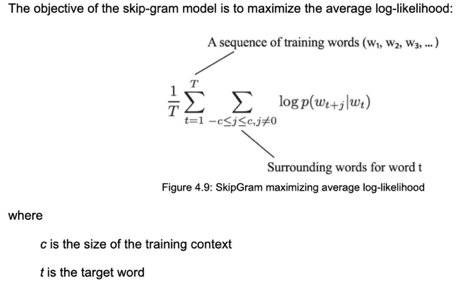 The objective of the skip-gram model is to maximize the average log-likelihood:
A sequence of training words (w₁, w₂, w₃, ...)
1/T ∑_{t=1}^{T} ∑_{-c≤j≤c,j≠0} log p(w_{t+j}|w_t)
Surrounding words for word t
Figure 4.9: SkipGram maximizing average log-likelihood
where
c is the size of the training context
t is the target word